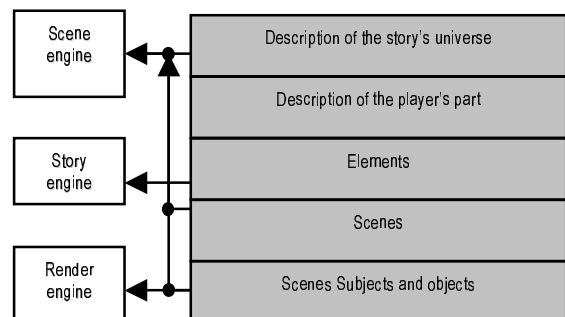 Scene
engine
Description of the story's universe
Description of the player's part
Story
engine
Elements
Scenes
Render
engine
Scenes Subjects and objects